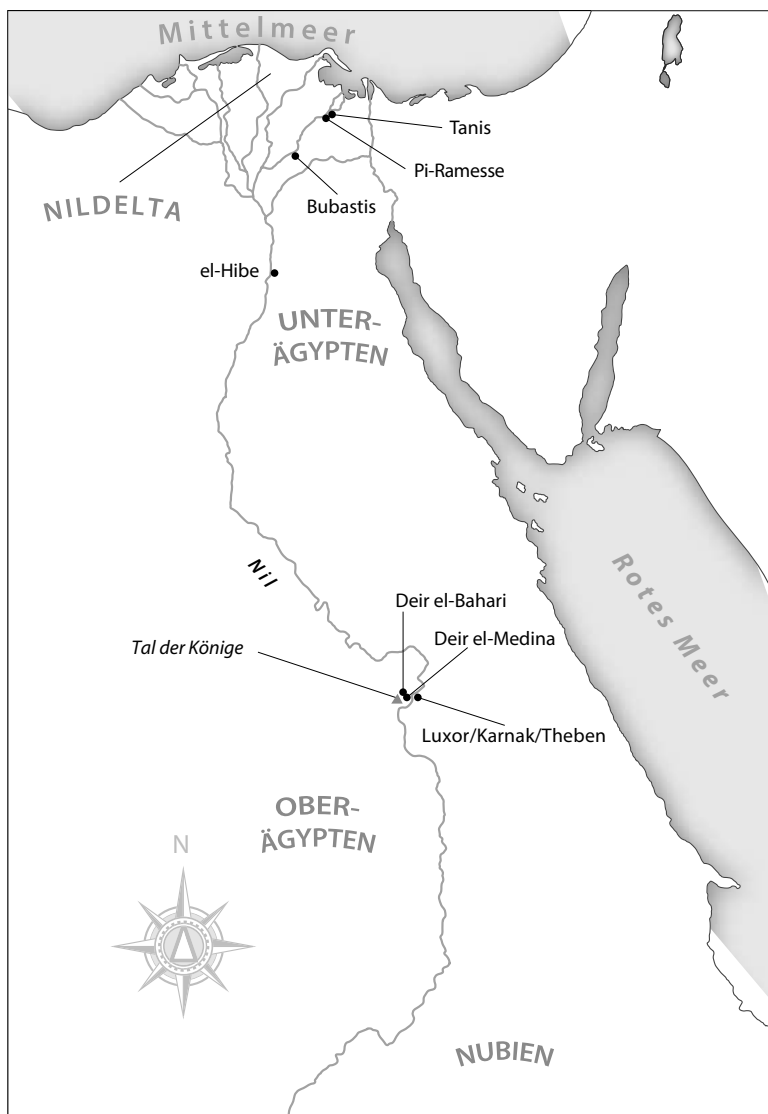 Mittelmeer
Tanis
Pi-Ramesse
NILDELTA
Bubastis
el-Hibe
UNTER-
ÄGYPTEN
Nil
Rotes Meer
Deir el-Bahari
Deir el-Medina
Tal der Könige
Luxor/Karnak/Theben
OBER-
ÄGYPTEN
N
NUBIEN